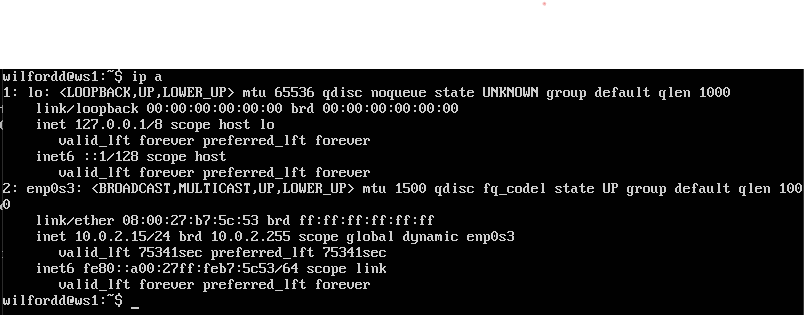 wilfordd@ws1:~$ ip a
1: lo: <LOOPBACK,UP,LOWER_UP> mtu 65536 qdisc noqueue state UNKNOWN group default qlen 1000
    link/loopback 00:00:00:00:00:00 brd 00:00:00:00:00:00
    inet 127.0.0.1/8 scope host lo
       valid_lft forever preferred_lft forever
    inet6 ::1/128 scope host
       valid_lft forever preferred_lft forever
2: enp0s3: <BROADCAST,MULTICAST,UP,LOWER_UP> mtu 1500 qdisc fq_codel state UP group default qlen 100
0
    link/ether 08:00:27:b7:5c:53 brd ff:ff:ff:ff:ff:ff
    inet 10.0.2.15/24 brd 10.0.2.255 scope global dynamic enp0s3
       valid_lft 75341sec preferred_lft 75341sec
    inet6 fe80::a00:27ff:feb7:5c53/64 scope link
       valid_lft forever preferred_lft forever
wilfordd@ws1:~$ _